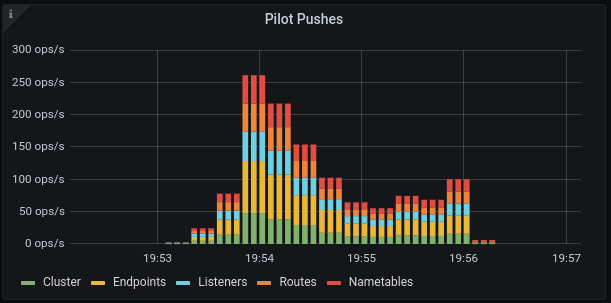 i
Pilot Pushes
300 ops/s
250 ops/s
200 ops/s
150 ops/s
100 ops/s
50 ops/s
0 ops/s
19:53 19:54 19:55 19:56 19:57
Cluster Endpoints Listeners Routes Nametables